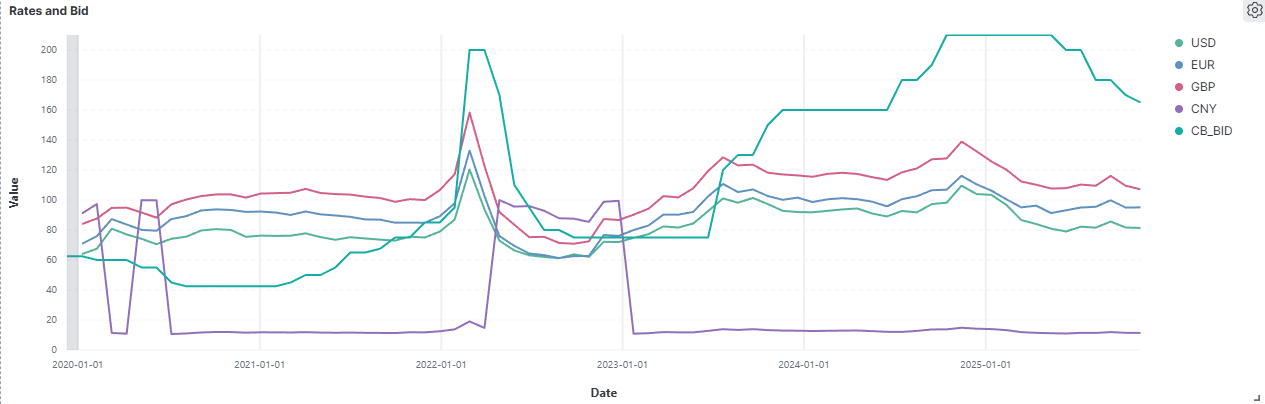 Rates and Bid
USD
EUR
GBP
CNY
CB_BID
Value
200
180
160
140
120
100
80
60
40
20
0
2020-01-01
2021-01-01
2022-01-01
2023-01-01
2024-01-01
2025-01-01
Date